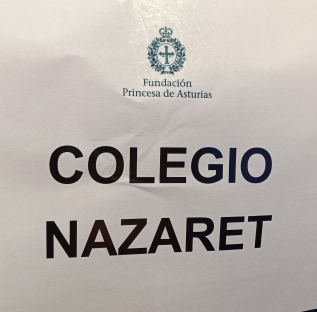 Fundación
Princesa de Asturias
COLEGIO
NAZARET